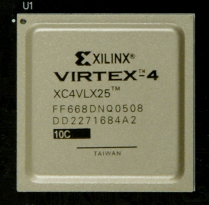 U1
XILINX®
VIRTEX™-4
XC4VLX25™
FF668DNQ0508
DD2271684A2
10C
TAIWAN